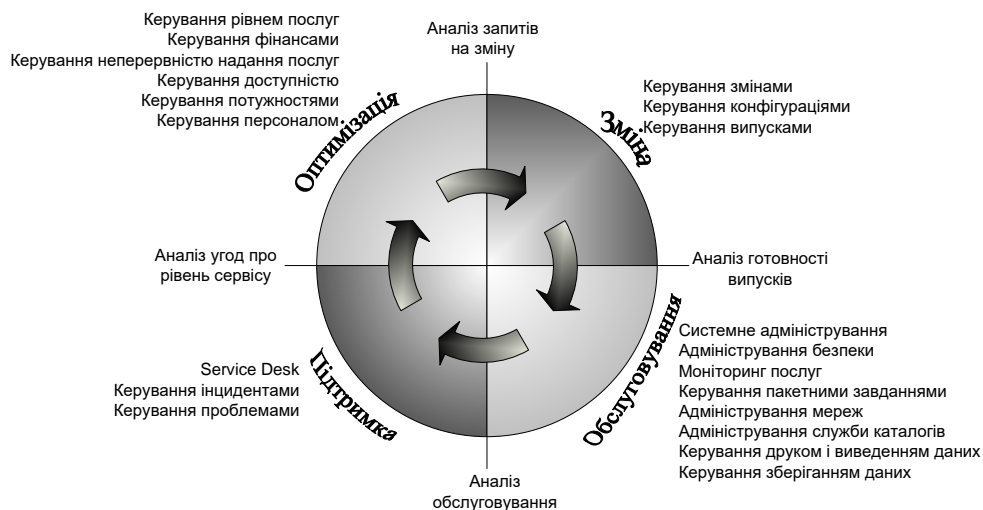 Керування рівнем послуг
Керування фінансами
Керування неперервністю надання послуг
Керування доступністю
Керування потужностями
Керування персоналом
Оптимізація
Аналіз запитів
на зміну
Керування змінами
Керування конфігураціями
Керування випусками
Зміна
Аналіз угод про
рівень сервісу
Аналіз готовності
випусків
Service Desk
Керування інцидентами
Керування проблемами
Підтримка
Обслуговування
Системне адміністрування
Адміністрування безпеки
Моніторинг послуг
Керування пакетними завданнями
Адміністрування мереж
Адміністрування служби каталогів
Керування друком і виведенням даних
Керування зберіганням даних
Аналіз
обслуговування